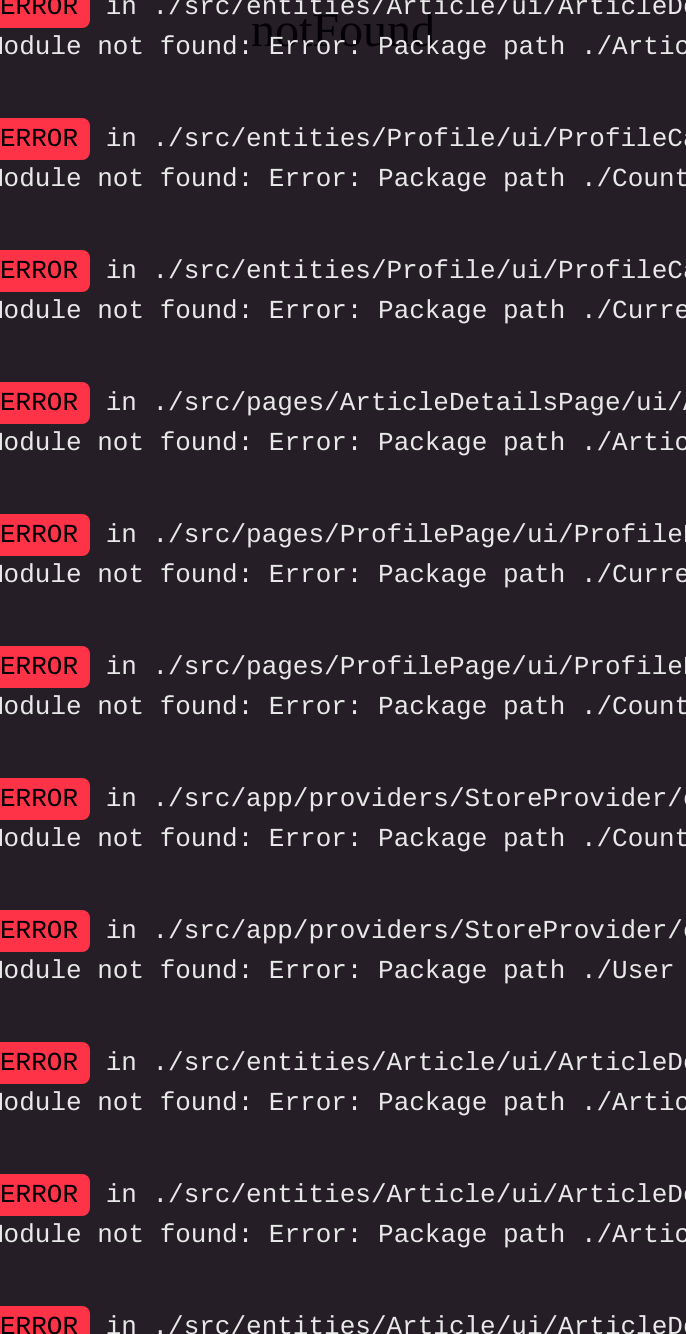 ERROR in ./src/entities/Article/ui/ArticleD
notFound
Module not found: Error: Package path ./Artic
ERROR in ./src/entities/Profile/ui/ProfileCa
Module not found: Error: Package path ./Count
ERROR in ./src/entities/Profile/ui/ProfileCa
Module not found: Error: Package path ./Curre
ERROR in ./src/pages/ArticleDetailsPage/ui/A
Module not found: Error: Package path ./Artic
ERROR in ./src/pages/ProfilePage/ui/Profile
Module not found: Error: Package path ./Curre
ERROR in ./src/pages/ProfilePage/ui/Profile
Module not found: Error: Package path ./Count
ERROR in ./src/app/providers/StoreProvider/
Module not found: Error: Package path ./Count
ERROR in ./src/app/providers/StoreProvider/
Module not found: Error: Package path ./User
ERROR in ./src/entities/Article/ui/ArticleD
Module not found: Error: Package path ./Artic
ERROR in ./src/entities/Article/ui/ArticleD
Module not found: Error: Package path ./Artic
ERROR in ./src/entities/Article/ui/ArticleD